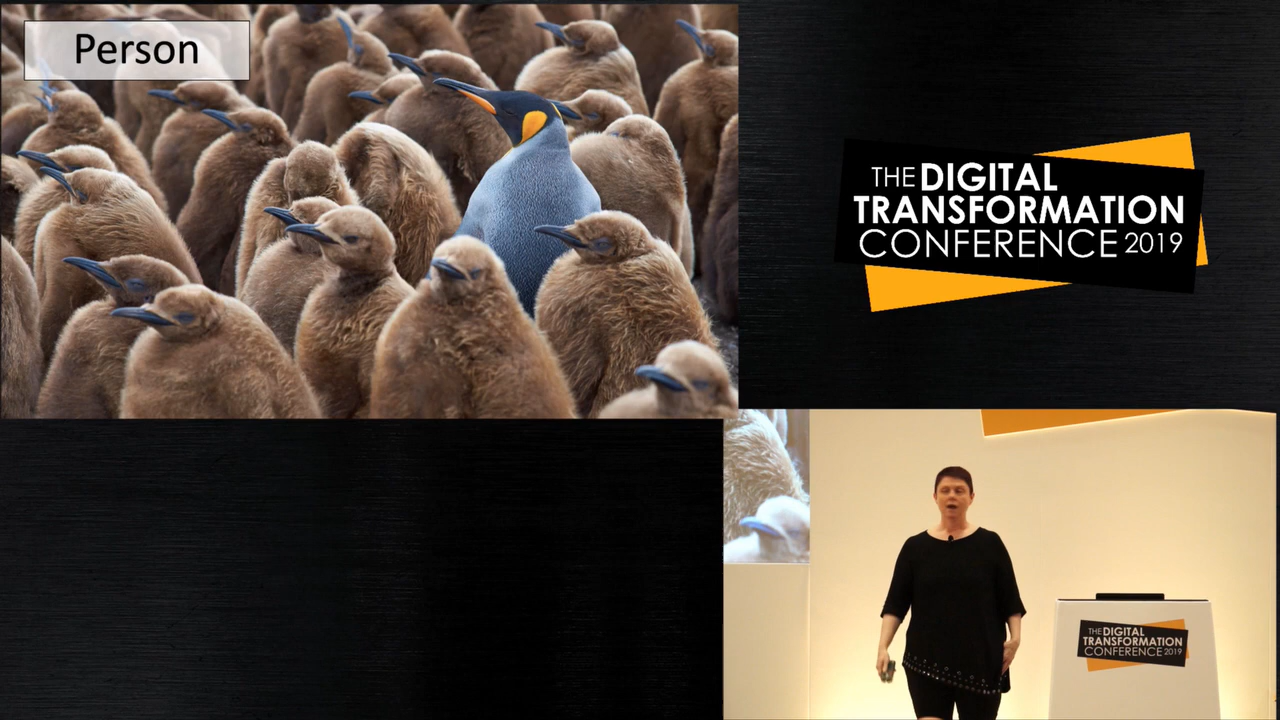 Person
THE DIGITAL
TRANSFORMATION
CONFERENCE 2019
THE DIGITAL
TRANSFORMATION
CONFERENCE 2019